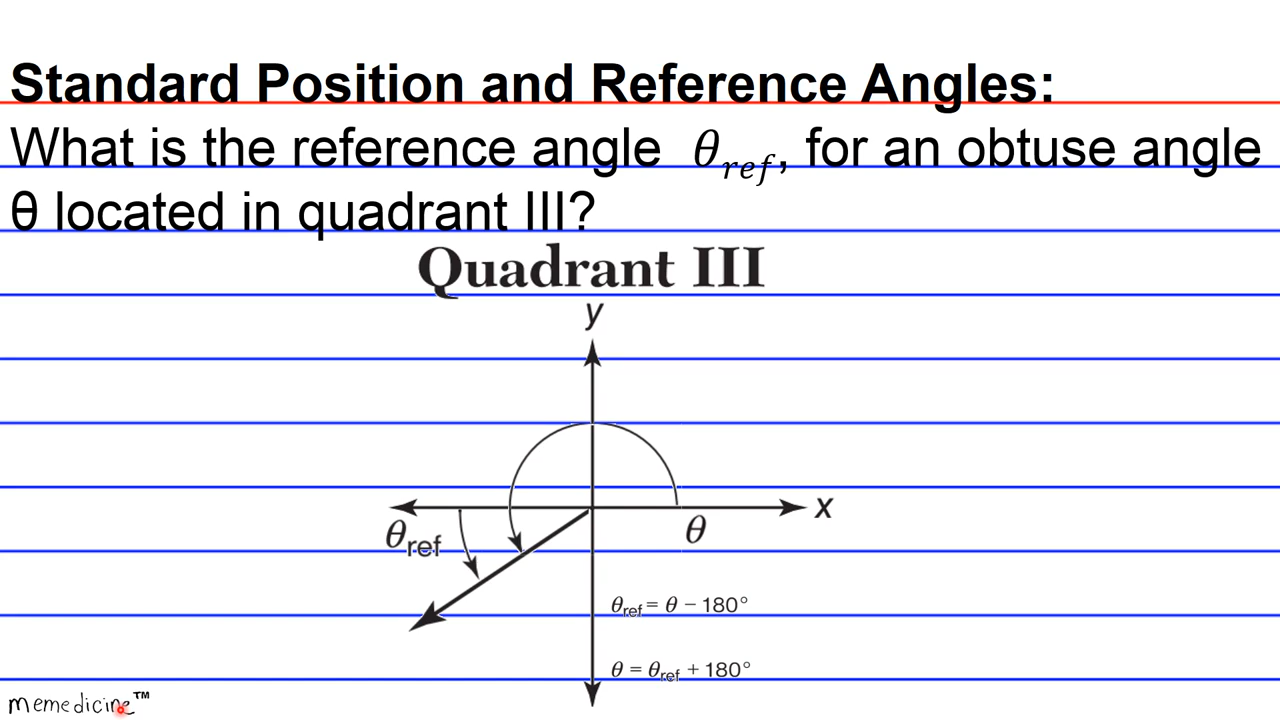 Standard Position and Reference Angles:
What is the reference angle θ_ref, for an obtuse angle
θ located in quadrant III?
Quadrant III
y
x
θ
θref
θref = θ − 180°
θ = θref + 180°
memedicine™